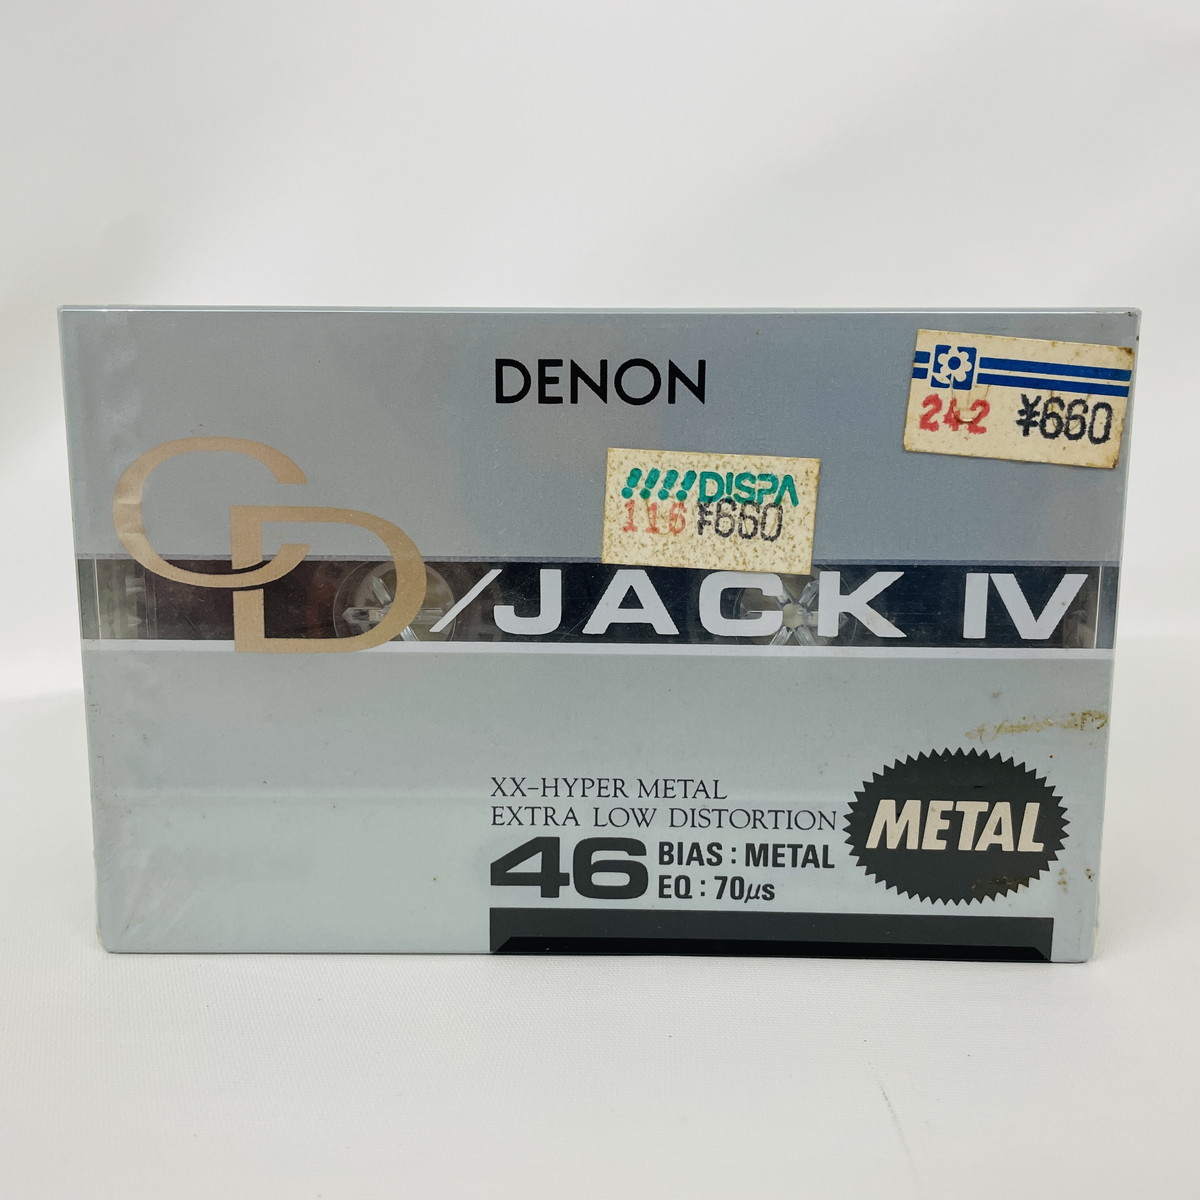 DENON
242 ¥660
!!!!DISPA
116 ¥660
CD/JACK IV
XX-HYPER METAL
EXTRA LOW DISTORTION
46 BIAS : METAL
EQ : 70μs
METAL